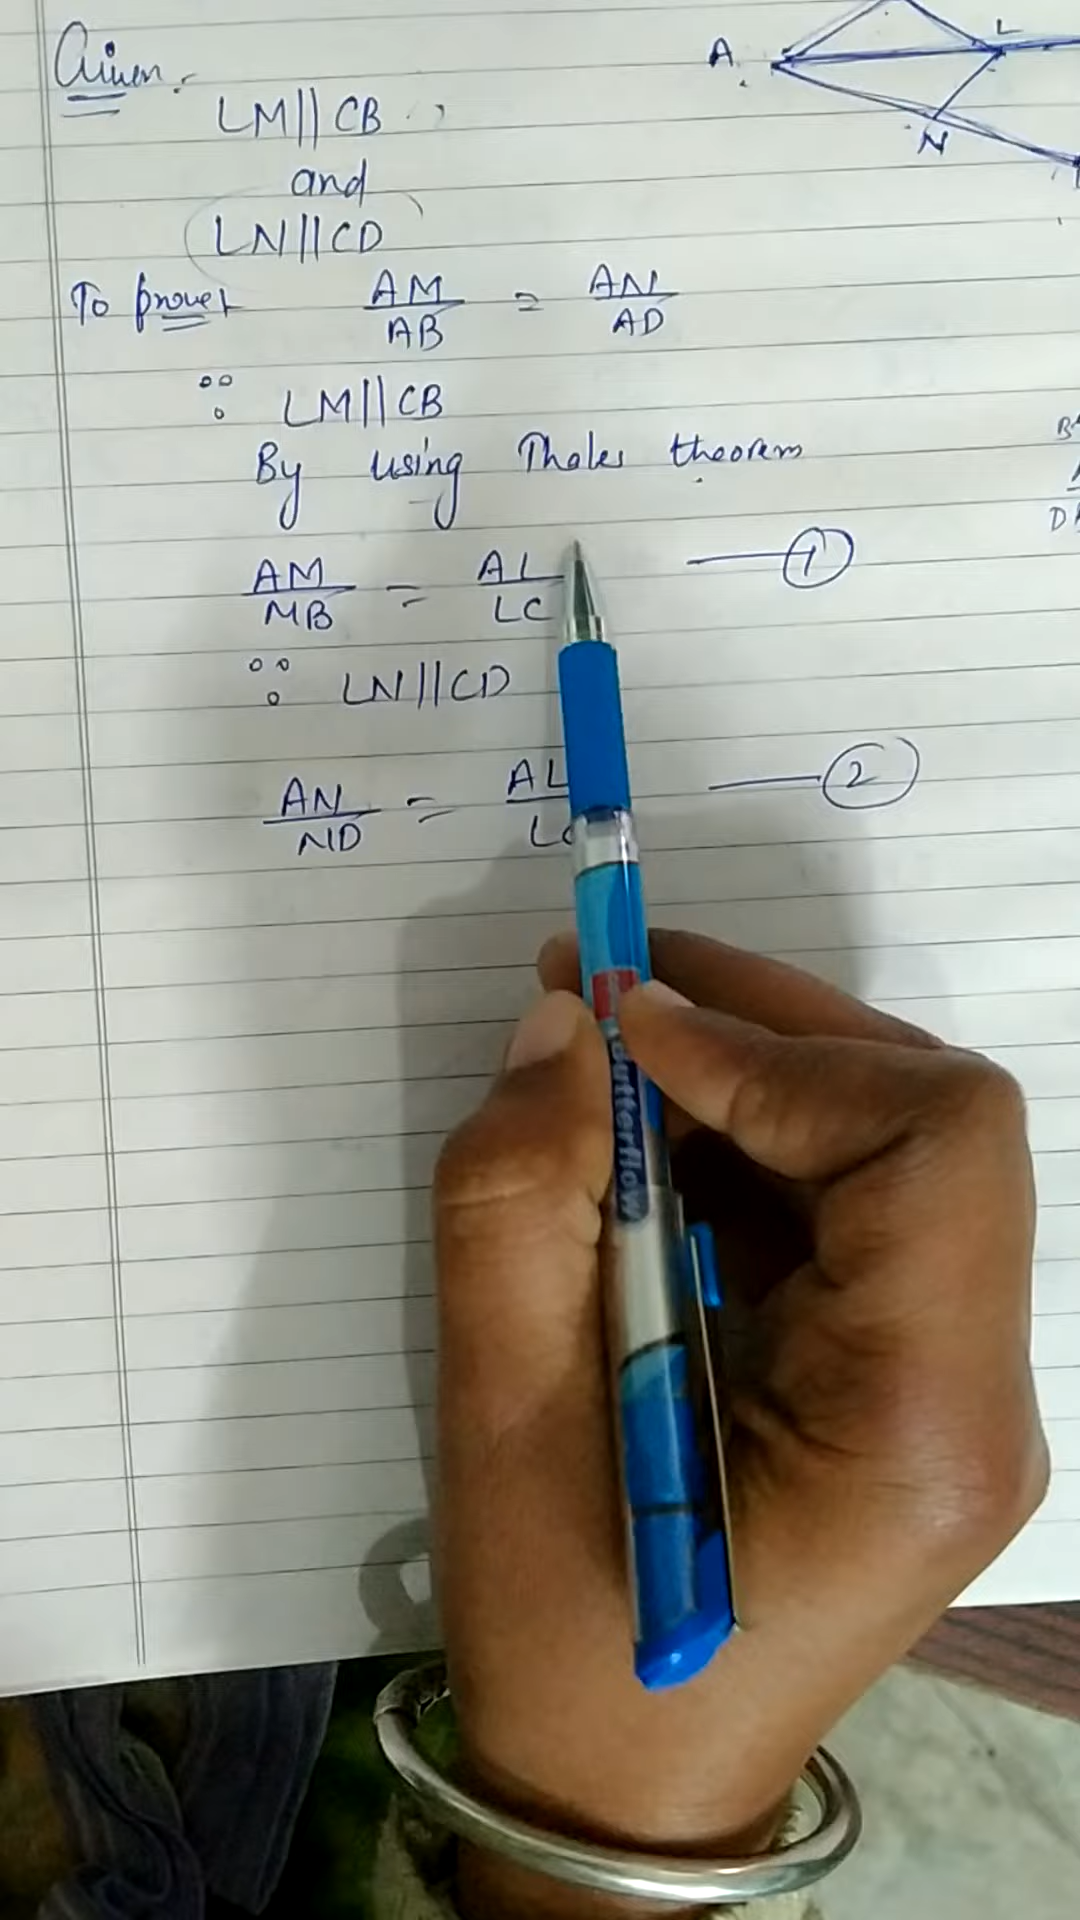 Given.
LM||CB
and
LN||CD
To prove
AM/AB = AN/AD
A
L
N
∵ LM||CB
By using Thales theorem
AM/MB = AL/LC —①
∵ LN||CD
AN/ND = AL/LC —②
butterflow